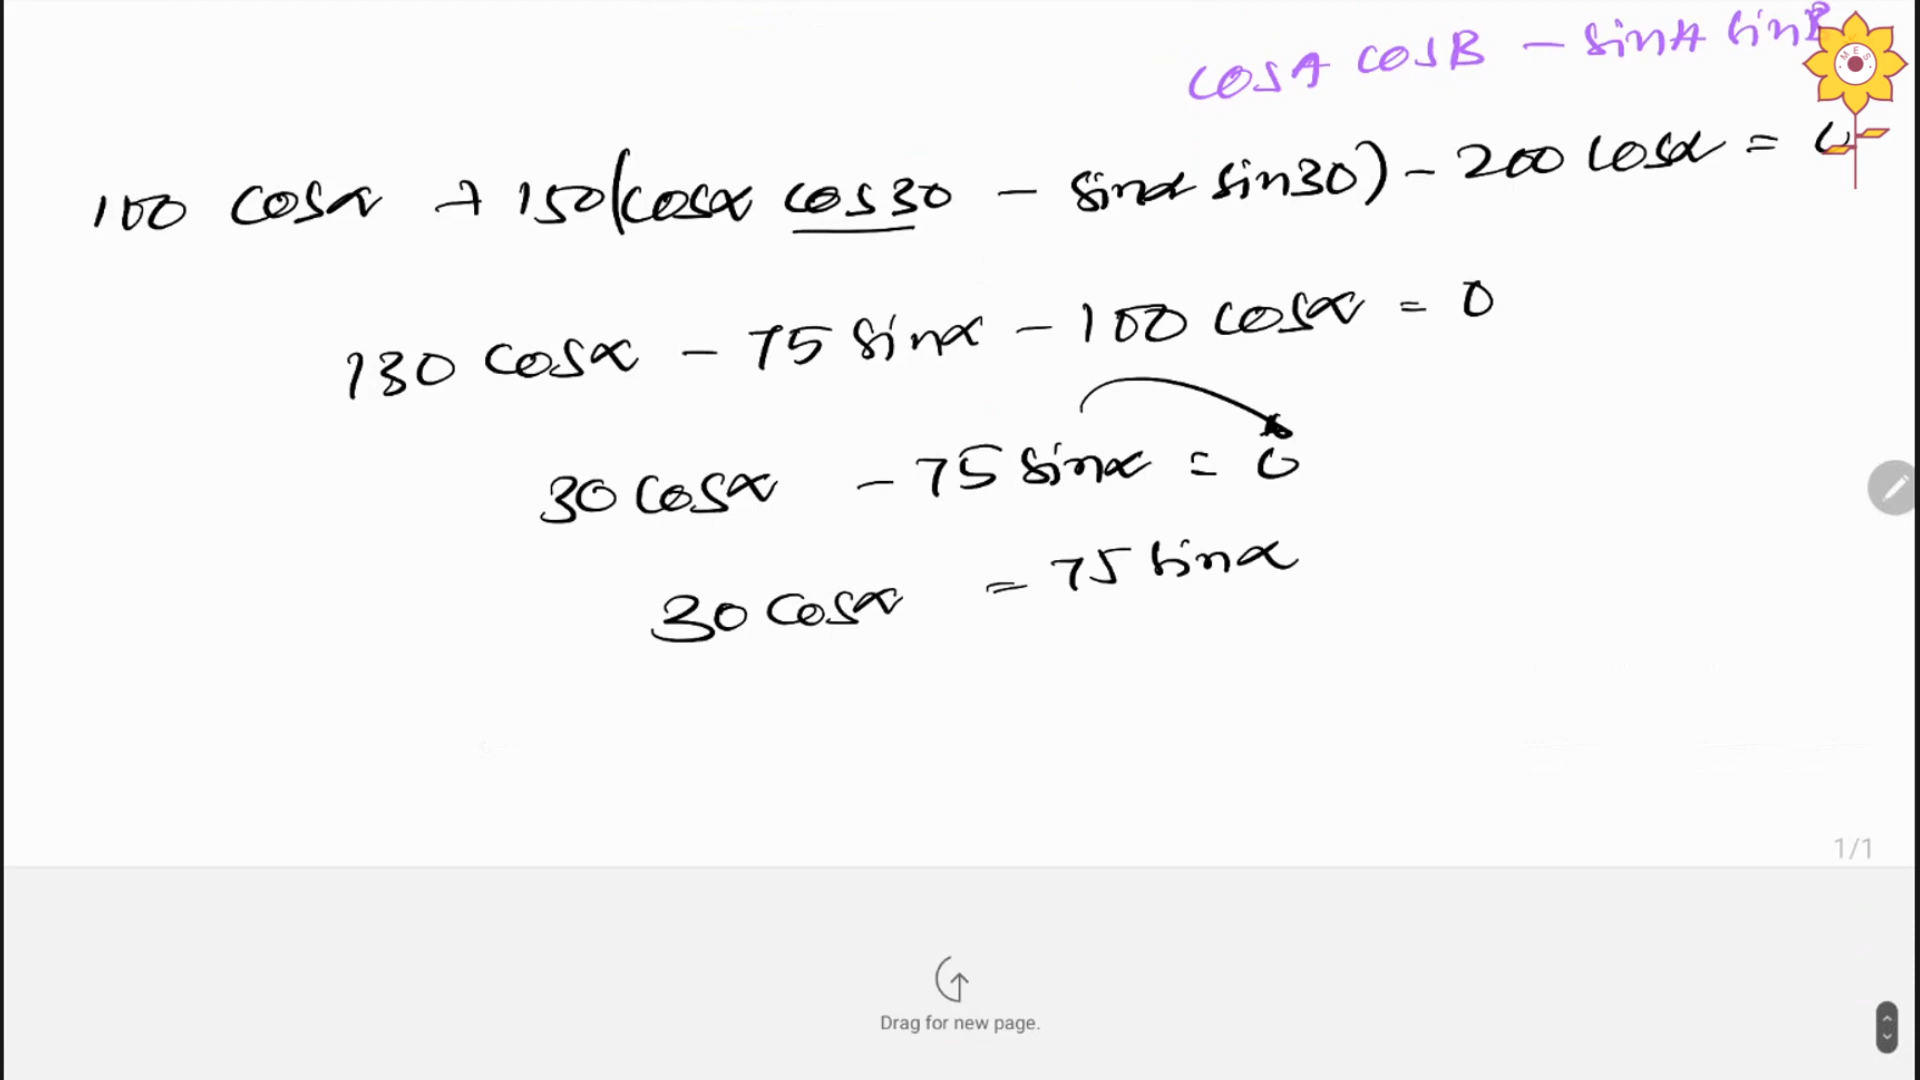 cosA cosB - sinA sinB
100 cosα + 150(cosα cos30 - sinα sin30) - 200 cosα = 0
130 cosα - 75 sinα - 100 cosα = 0
30 cosα - 75 sinα = 0
30 cosα = 75 sinα
1/1
Drag for new page.